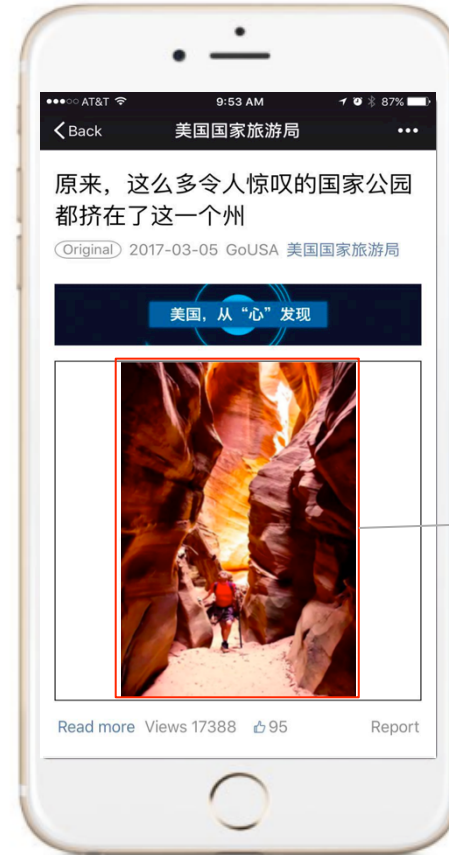 AT&T 9:53 AM 87%
Back 美国国家旅游局
原来，这么多令人惊叹的国家公园
都挤在了这一个州
Original 2017-03-05 GoUSA 美国国家旅游局
美国，从“心”发现
Read more Views 17388 95 Report